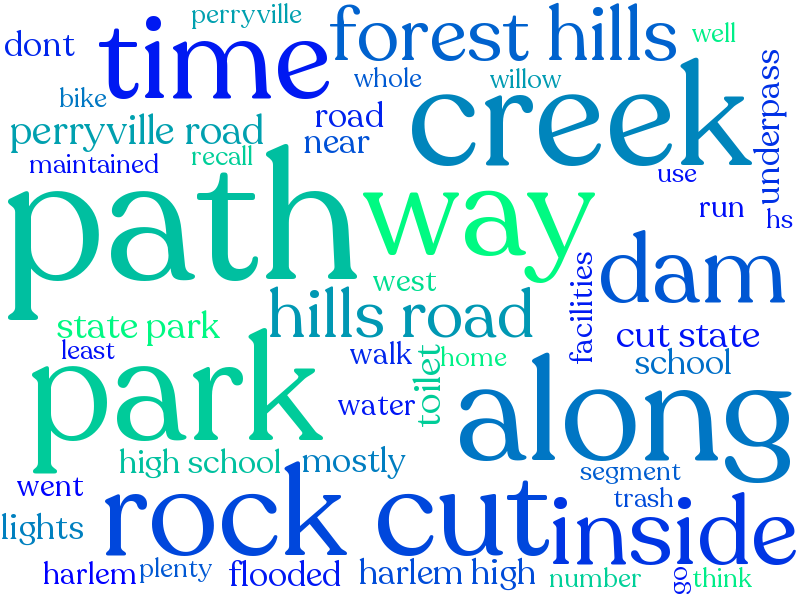 perryville
dont
time
forest hills
well
whole
willow
bike
creek
underpass
road
perryville road
near
maintained
recall
use
path
way
run
hs
west
dam
facilities
hills road
state park
cut state
least
walk
toilet
home
school
park
along
water
high school
mostly
segment
went
trash
rock cut
inside
lights
harlem
plenty
flooded
harlem high
number
go
think